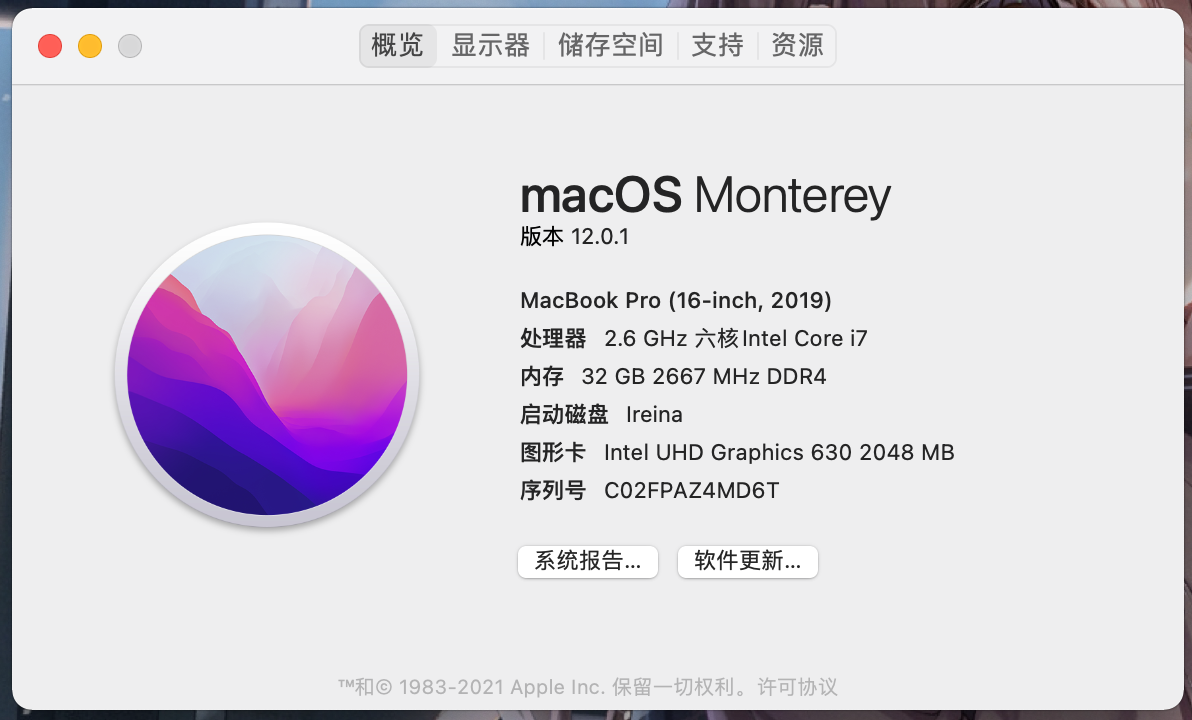 概览 显示器 储存空间 支持 资源
macOS Monterey
版本 12.0.1
MacBook Pro (16-inch, 2019)
处理器 2.6 GHz 六核Intel Core i7
内存 32 GB 2667 MHz DDR4
启动磁盘 Ireina
图形卡 Intel UHD Graphics 630 2048 MB
序列号 C02FPAZ4MD6T
系统报告... 软件更新...
™和© 1983-2021 Apple Inc. 保留一切权利。许可协议